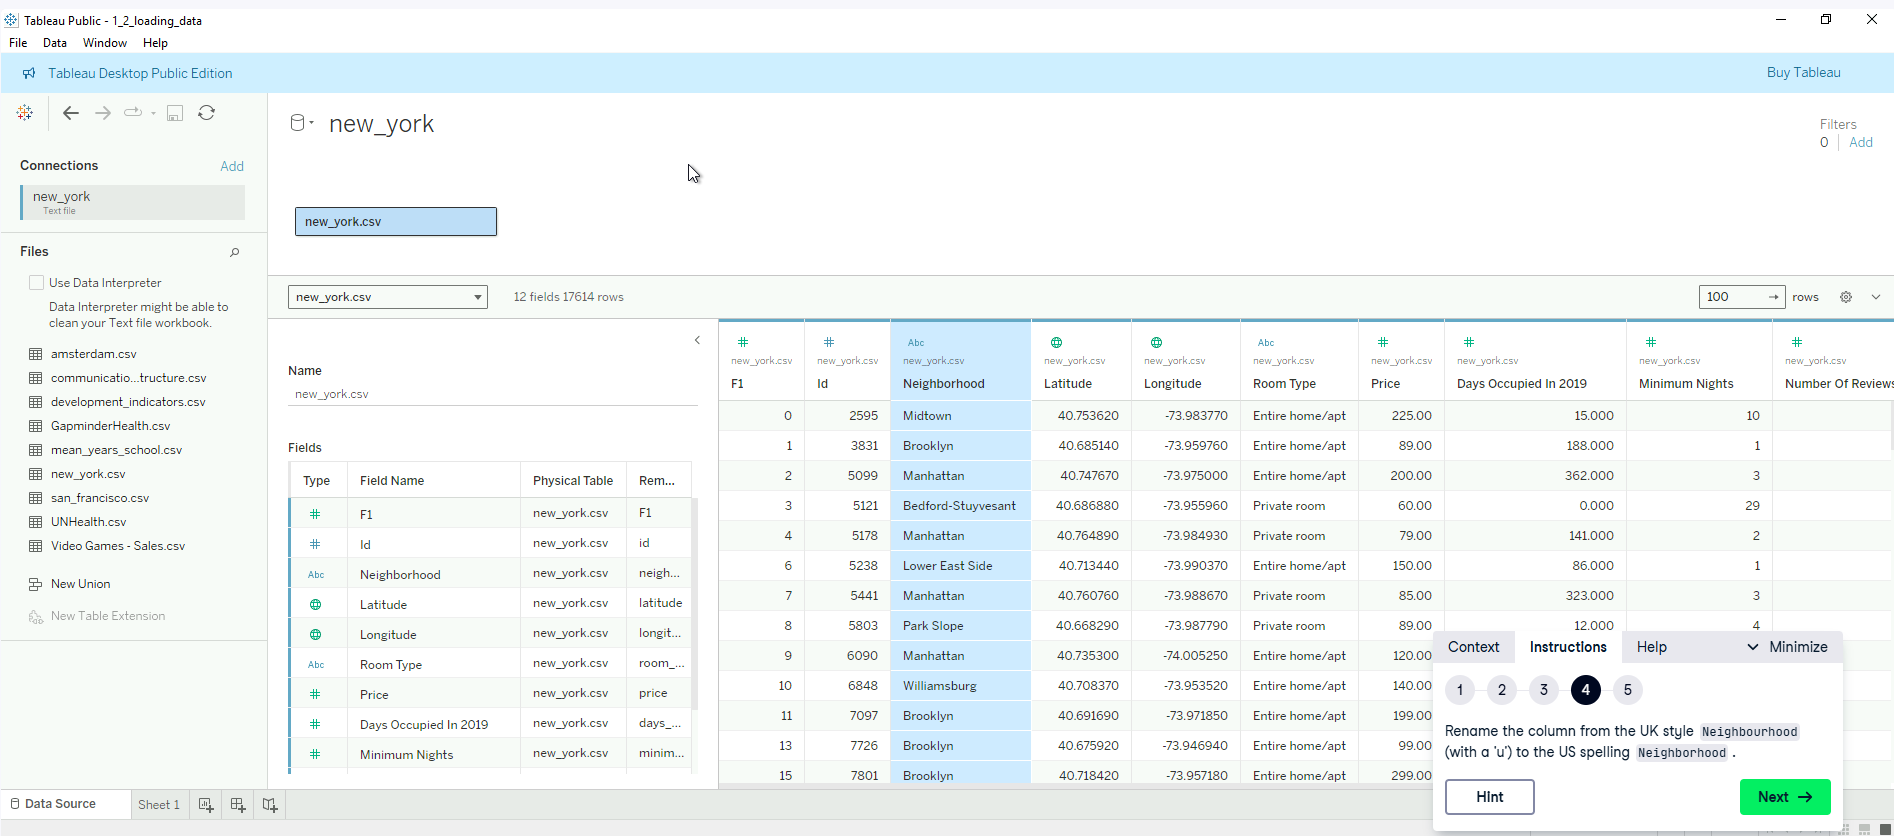 Tableau Public - 1_2_loading_data
File Data Window Help
Tableau Desktop Public Edition
Buy Tableau
Connections Add
new_york
Text file
Files
Use Data Interpreter
Data Interpreter might be able to
clean your Text file workbook.
amsterdam.csv
communicatio...tructure.csv
development_indicators.csv
GapminderHealth.csv
mean_years_school.csv
new_york.csv
san_francisco.csv
UNHealth.csv
Video Games - Sales.csv
New Union
New Table Extension
new_york
Filters
0 Add
new_york.csv
new_york.csv 12 fields 17614 rows 100 rows
Name
new_york.csv
Fields
Type Field Name Physical Table Rem...
F1 new_york.csv F1
Id new_york.csv id
Abc Neighborhood new_york.csv neigh...
Latitude new_york.csv latitude
Longitude new_york.csv longit...
Abc Room Type new_york.csv room_...
Price new_york.csv price
Days Occupied In 2019 new_york.csv days_...
Minimum Nights new_york.csv minim...
Abc Abc
new_york.csv new_york.csv new_york.csv new_york.csv new_york.csv new_york.csv new_york.csv new_york.csv new_york.csv new_york.csv
F1 Id Neighborhood Latitude Longitude Room Type Price Days Occupied In 2019 Minimum Nights Number Of Reviews
0 2595 Midtown 40.753620 -73.983770 Entire home/apt 225.00 15.000 10
1 3831 Brooklyn 40.685140 -73.959760 Entire home/apt 89.00 188.000 1
2 5099 Manhattan 40.747670 -73.975000 Entire home/apt 200.00 362.000 3
3 5121 Bedford-Stuyvesant 40.686880 -73.955960 Private room 60.00 0.000 29
4 5178 Manhattan 40.764890 -73.984930 Private room 79.00 141.000 2
6 5238 Lower East Side 40.713440 -73.990370 Entire home/apt 150.00 86.000 1
7 5441 Manhattan 40.760760 -73.988670 Private room 85.00 323.000 3
8 5803 Park Slope 40.668290 -73.987790 Private room 89.00 12.000 4
9 6090 Manhattan 40.735300 -74.005250 Entire home/apt 120.00
10 6848 Williamsburg 40.708370 -73.953520 Entire home/apt 140.00
11 7097 Brooklyn 40.691690 -73.971850 Entire home/apt 199.00
13 7726 Brooklyn 40.675920 -73.946940 Entire home/apt 99.00
15 7801 Brooklyn 40.718420 -73.957180 Entire home/apt 299.00
Context Instructions Help Minimize
1 2 3 4 5
Rename the column from the UK style Neighbourhood
(with a 'u') to the US spelling Neighborhood .
Hint Next
Data Source Sheet 1